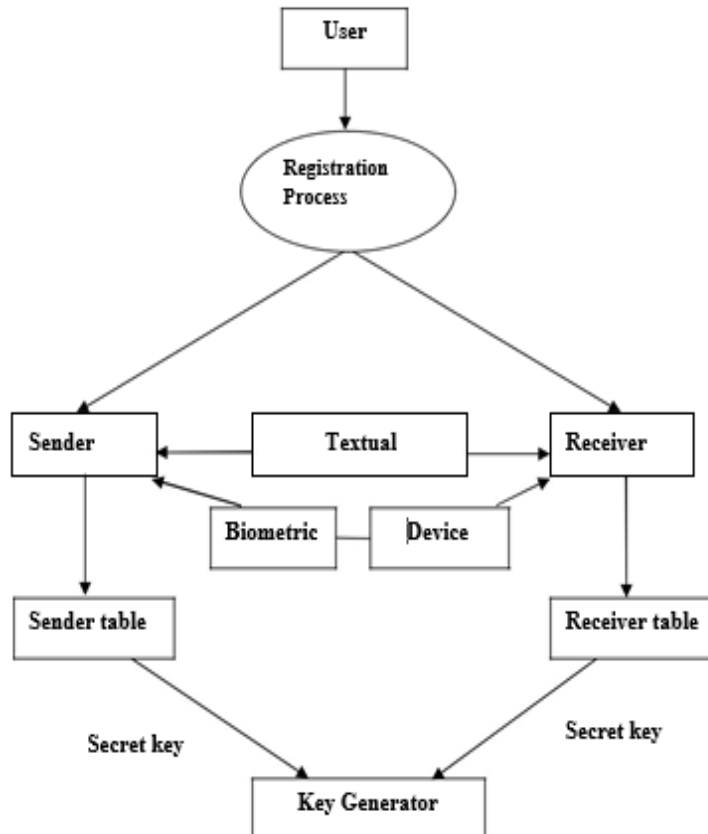 User
Registration
Process
Sender
Textual
Receiver
Biometric
Device
Sender table
Receiver table
Secret key
Secret key
Key Generator